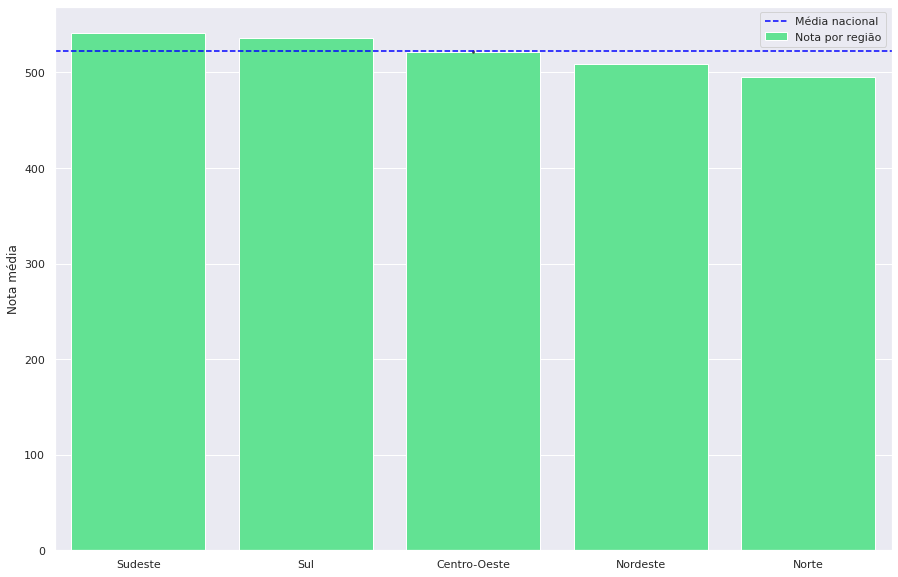 Média nacional
Nota por região
Nota média
500
400
300
200
100
0
Sudeste
Sul
Centro-Oeste
Nordeste
Norte